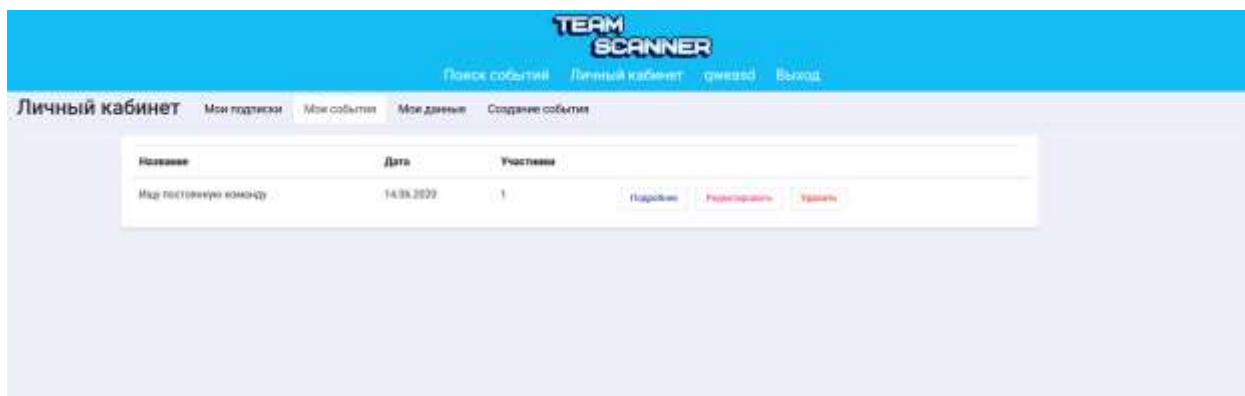 TEAM
SCANNER
Поиск событий Личный кабинет qweasd Выход
Личный кабинет Мои подписки Мои события Мои данные Создание события
Название Дата Участники
Ищу постоянную команду 14.06.2020 1 Подробнее Редактировать Удалить